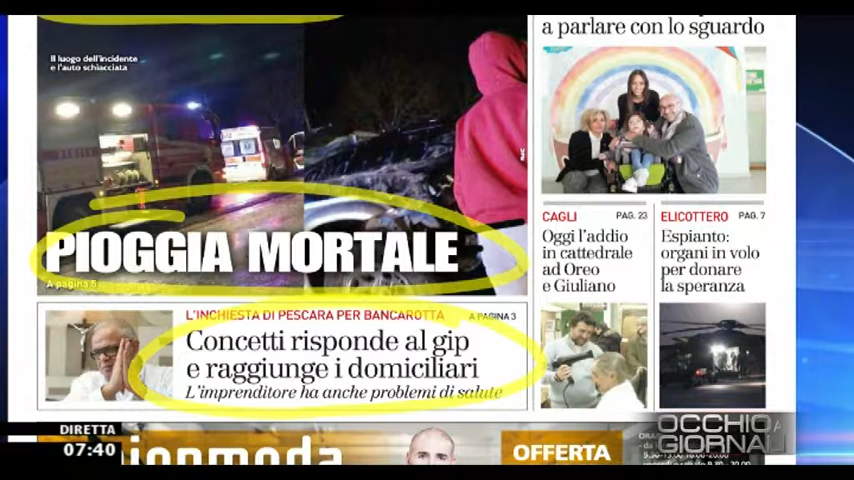 a parlare con lo sguardo
Il luogo dell'incidente
e l'auto schiacciata
PIOGGIA MORTALE
A pagina 5
L'INCHIESTA DI PESCARA PER BANCAROTTA
A PAGINA 3
Concetti risponde al gip
e raggiunge i domiciliari
L'imprenditore ha anche problemi di salute
CAGLI
PAG. 23
Oggi l'addio
in cattedrale
ad Oreo
e Giuliano
ELICOTTERO
PAG. 7
Espianto:
organi in volo
per donare
la speranza
DIRETTA
07:40
OCCHIO
GIORNALI
OFFERTA